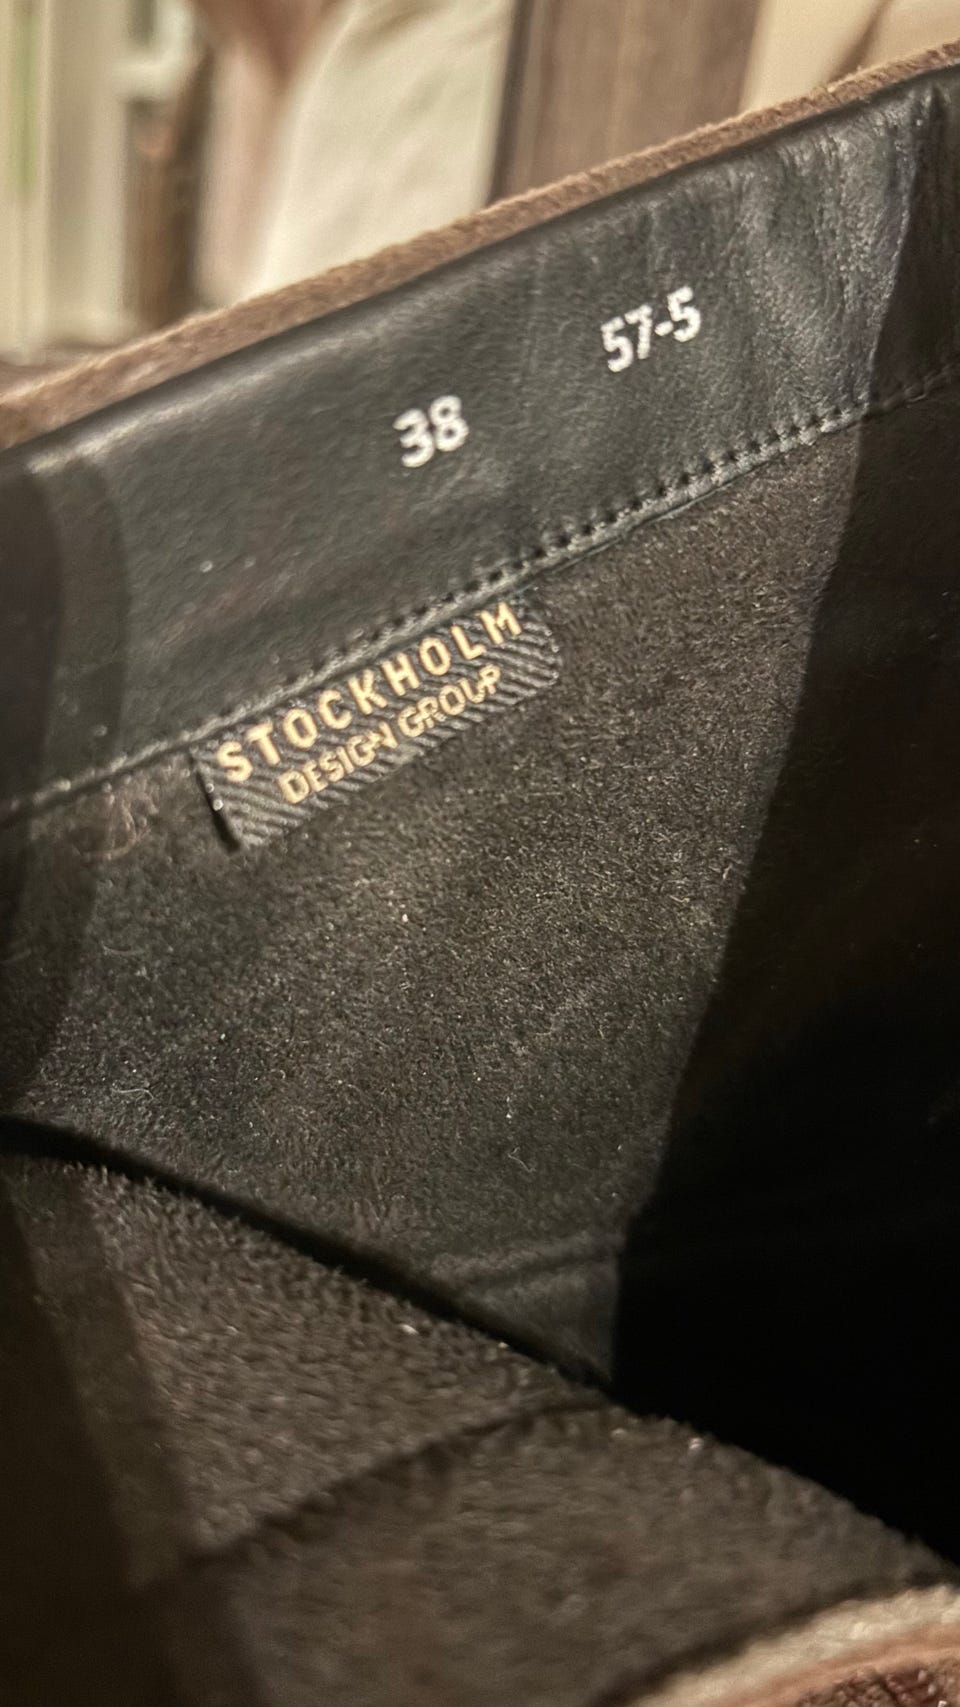 57-5
38
STOCKHOLM
DESIGN GROUP